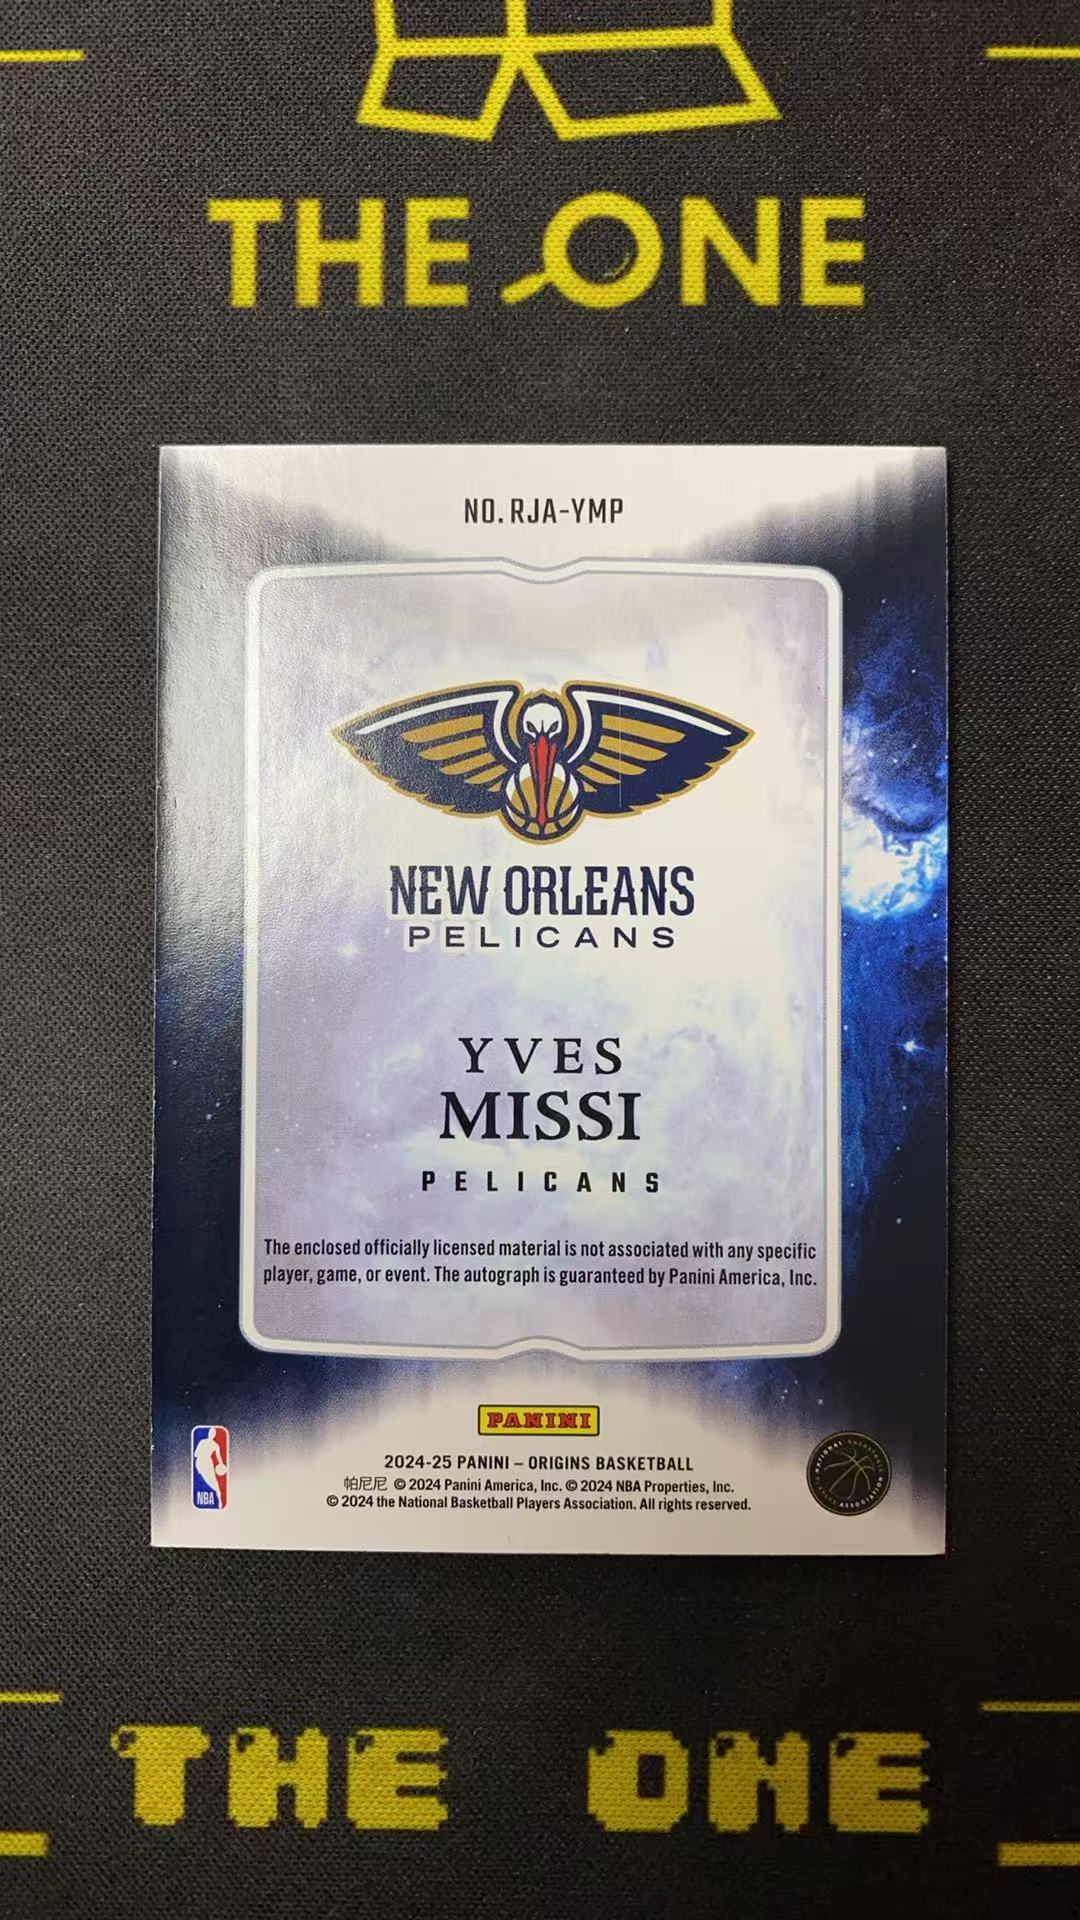 THE ONE
NO. RJA-YMP
NEW ORLEANS
PELICANS
YVES
MISSI
PELICANS
The enclosed officially licensed material is not associated with any specific
player, game, or event. The autograph is guaranteed by Panini America, Inc.
PANINI
2024-25 PANINI – ORIGINS BASKETBALL
帕尼尼 © 2024 Panini America, Inc. © 2024 NBA Properties, Inc.
© 2024 the National Basketball Players Association. All rights reserved.
NBA
THE ONE